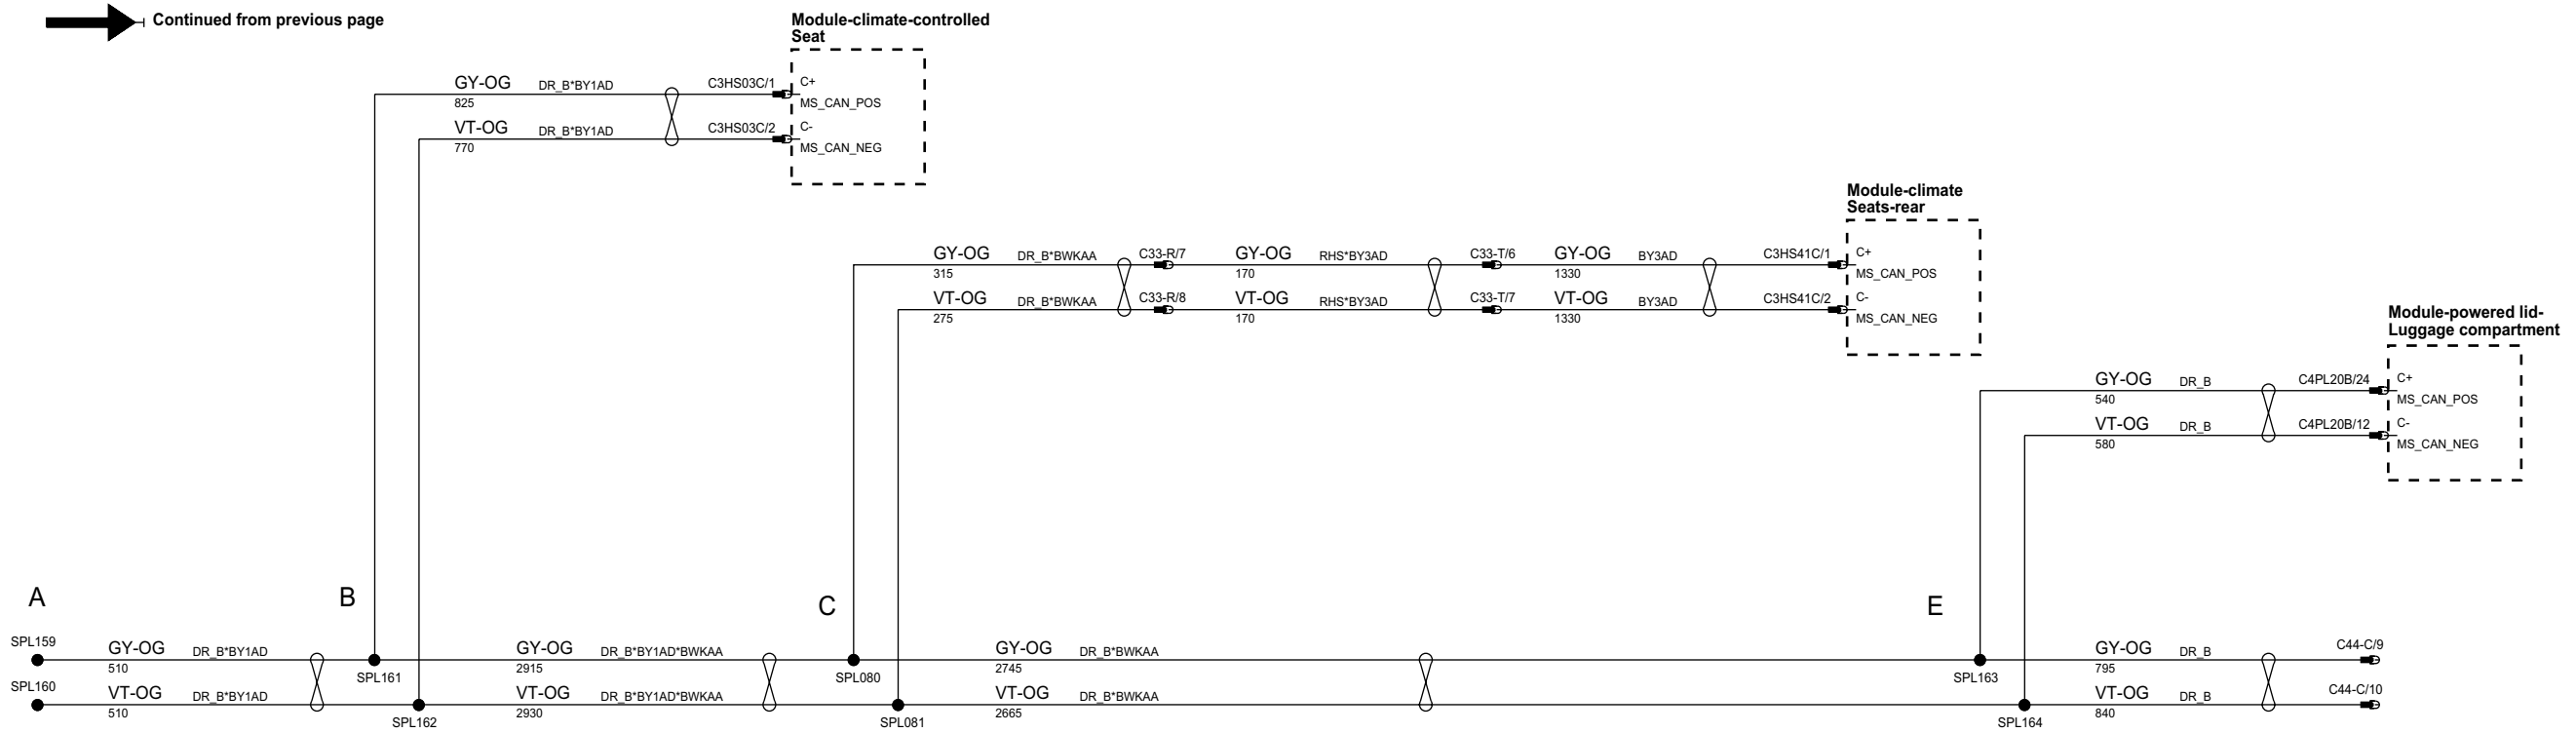 Continued from previous page
Module-climate-controlled
Seat
GY-OG DR_B*BY1AD C3HS03C/1 C+
825 MS_CAN_POS
VT-OG DR_B*BY1AD C3HS03C/2 C-
770 MS_CAN_NEG
Module-climate
Seats-rear
GY-OG DR_B*BWKAA C33-R/7 GY-OG RHS*BY3AD C33-T/6 GY-OG BY3AD C3HS41C/1 C+
315 170 1330 MS_CAN_POS
VT-OG DR_B*BWKAA C33-R/8 VT-OG RHS*BY3AD C33-T/7 VT-OG BY3AD C3HS41C/2 C-
275 170 1330 MS_CAN_NEG
Module-powered lid-
Luggage compartment
GY-OG DR_B C4PL20B/24 C+
540 MS_CAN_POS
VT-OG DR_B C4PL20B/12 C-
580 MS_CAN_NEG
A B C E
SPL159 GY-OG DR_B*BY1AD GY-OG DR_B*BY1AD*BWKAA GY-OG DR_B*BWKAA GY-OG DR_B C44-C/9
510 SPL161 2915 SPL080 2745 SPL163 795
SPL160 VT-OG DR_B*BY1AD VT-OG DR_B*BY1AD*BWKAA VT-OG DR_B*BWKAA VT-OG DR_B C44-C/10
510 SPL162 2930 SPL081 2665 SPL164 840